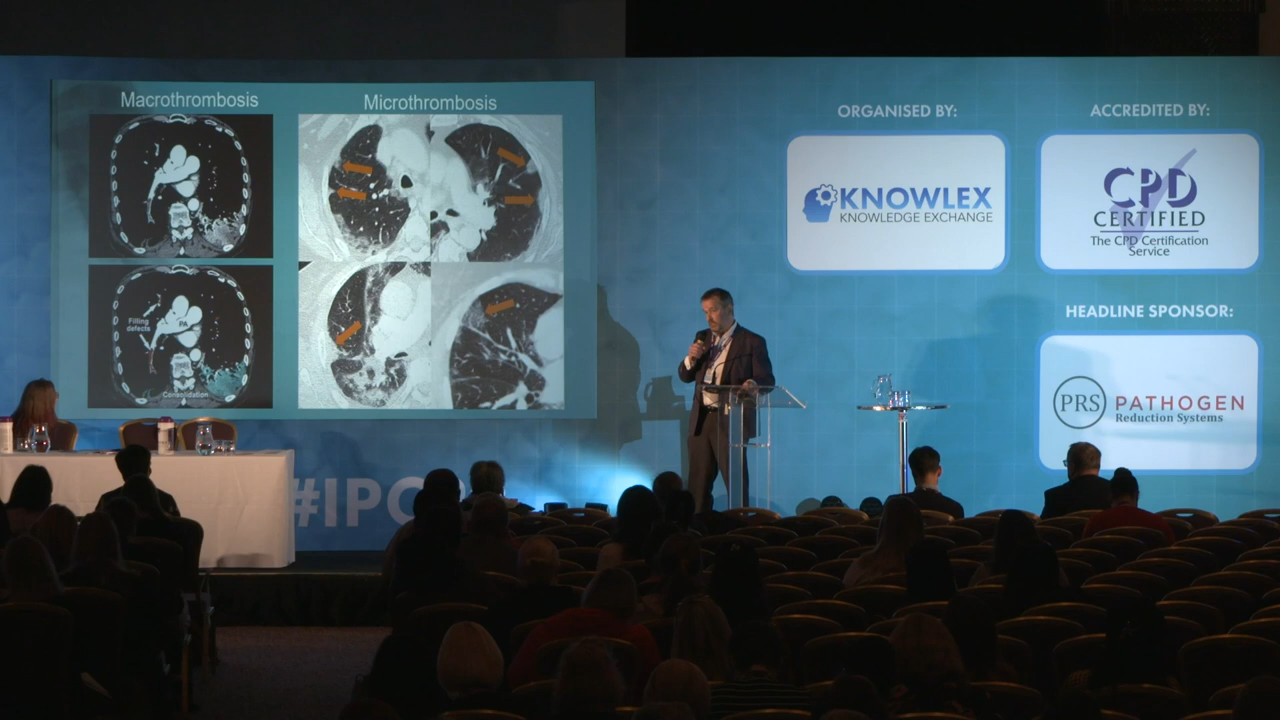 Macrothrombosis
Microthrombosis
Filling
defects
PA
Consolidation
ORGANISED BY:
KNOWLEX
KNOWLEDGE EXCHANGE
ACCREDITED BY:
CPD
CERTIFIED
The CPD Certification
Service
HEADLINE SPONSOR:
PRS
PATHOGEN
Reduction Systems
#IPC